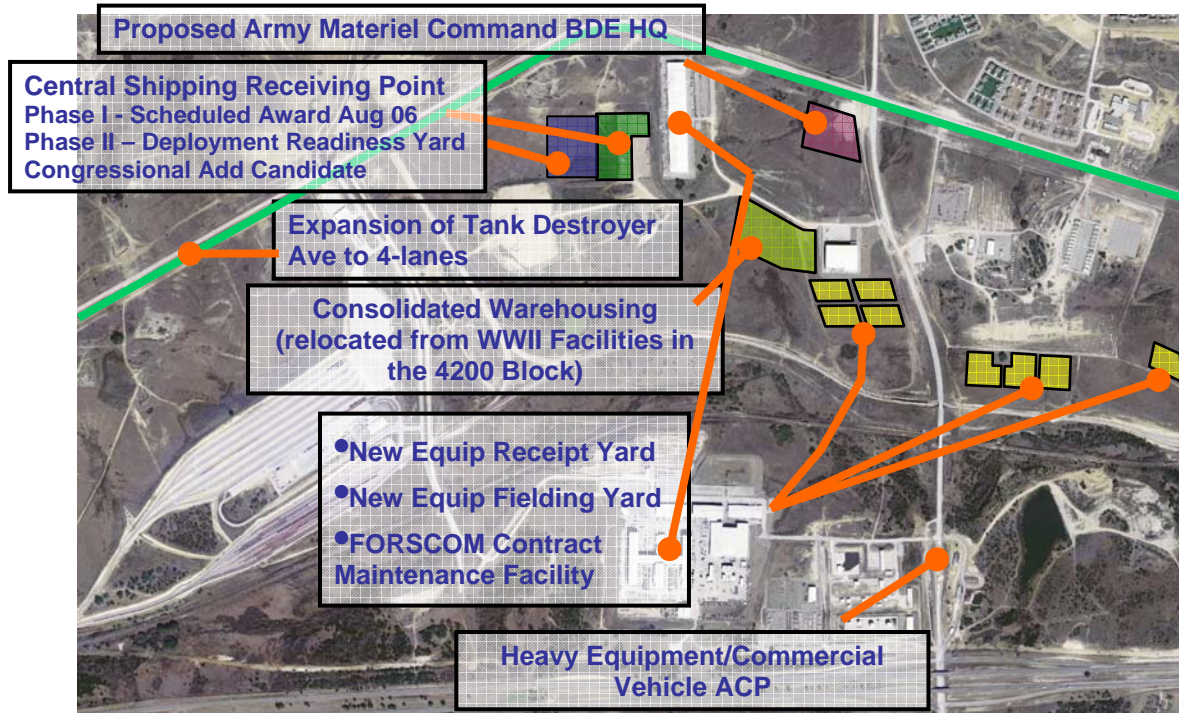 Proposed Army Materiel Command BDE HQ
Central Shipping Receiving Point
Phase I - Scheduled Award Aug 06
Phase II – Deployment Readiness Yard
Congressional Add Candidate
Expansion of Tank Destroyer
Ave to 4-lanes
Consolidated Warehousing
(relocated from WWII Facilities in
the 4200 Block)
•New Equip Receipt Yard
•New Equip Fielding Yard
•FORSCOM Contract
Maintenance Facility
Heavy Equipment/Commercial
Vehicle ACP